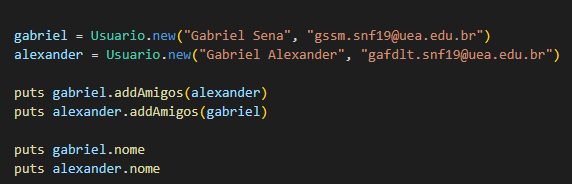 gabriel = Usuario.new("Gabriel Sena", "gssm.snf19@uea.edu.br")
alexander = Usuario.new("Gabriel Alexander", "gafdlt.snf19@uea.edu.br")
puts gabriel.addAmigos(alexander)
puts alexander.addAmigos(gabriel)
puts gabriel.nome
puts alexander.nome